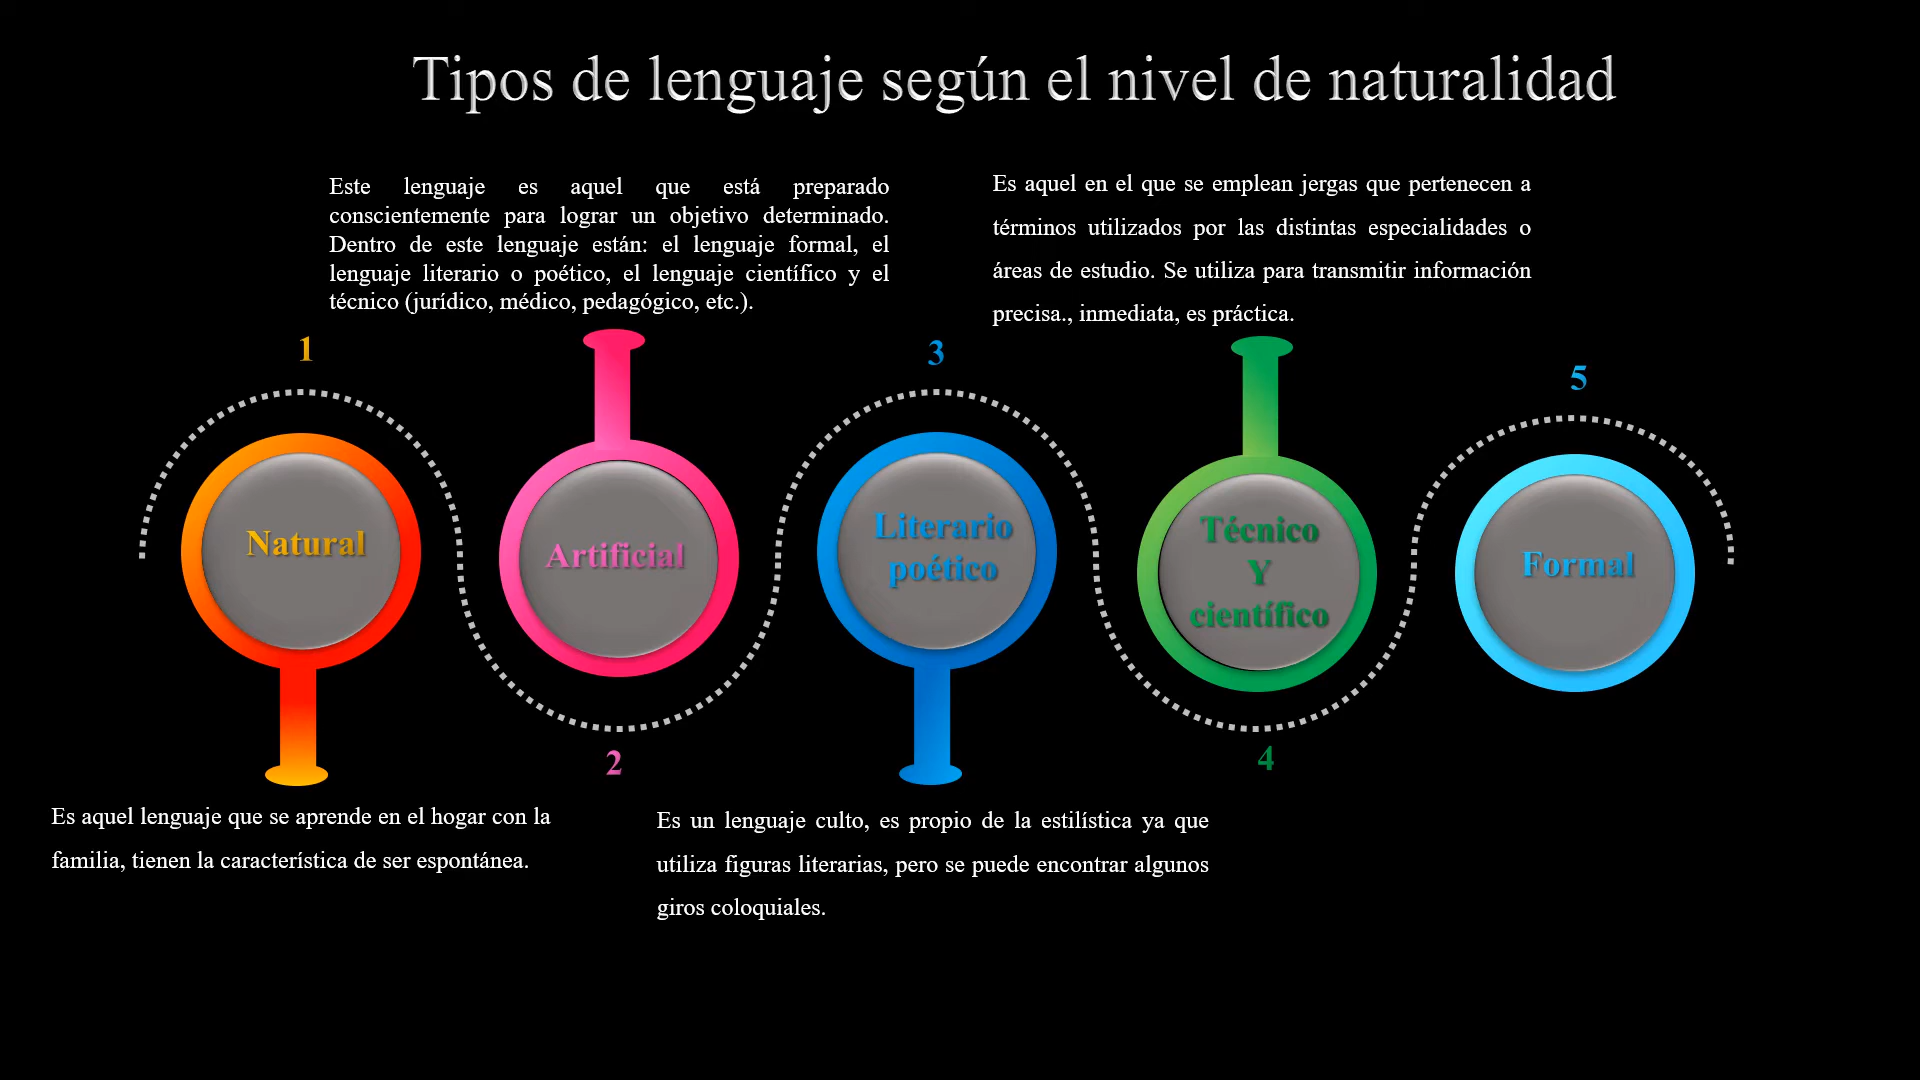 Tipos de lenguaje según el nivel de naturalidad
Este lenguaje es aquel que está preparado
conscientemente para lograr un objetivo determinado.
Dentro de este lenguaje están: el lenguaje formal, el
lenguaje literario o poético, el lenguaje científico y el
técnico (jurídico, médico, pedagógico, etc.).
Es aquel en el que se emplean jergas que pertenecen a
términos utilizados por las distintas especialidades o
áreas de estudio. Se utiliza para transmitir información
precisa., inmediata, es práctica.
1
3
5
Natural
Artificial
Literario
poético
Técnico
Y
científico
Formal
2
4
Es aquel lenguaje que se aprende en el hogar con la
familia, tienen la característica de ser espontánea.
Es un lenguaje culto, es propio de la estilística ya que
utiliza figuras literarias, pero se puede encontrar algunos
giros coloquiales.